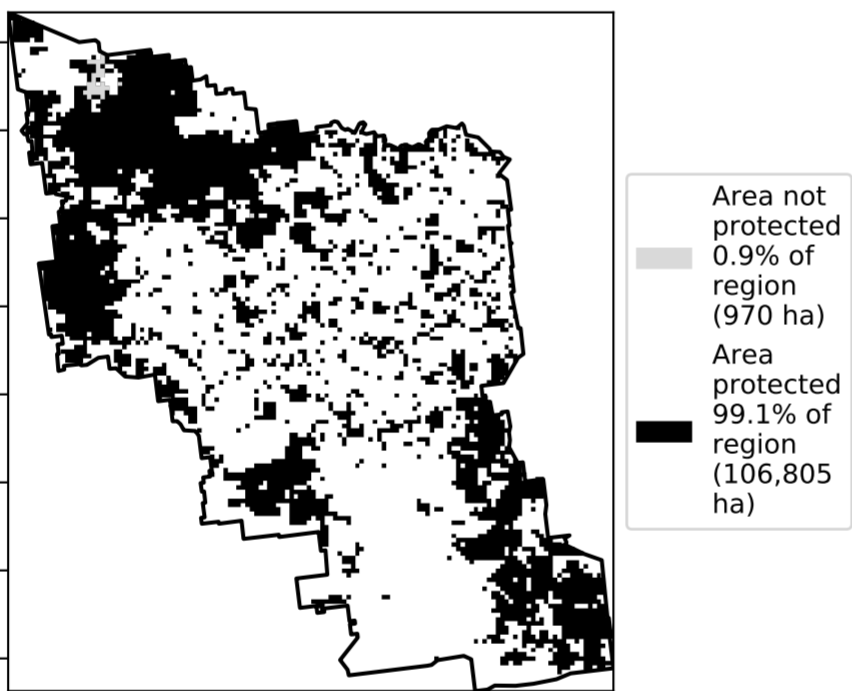 Area not
protected
0.9% of
region
(970 ha)
Area
protected
99.1% of
region
(106,805
ha)